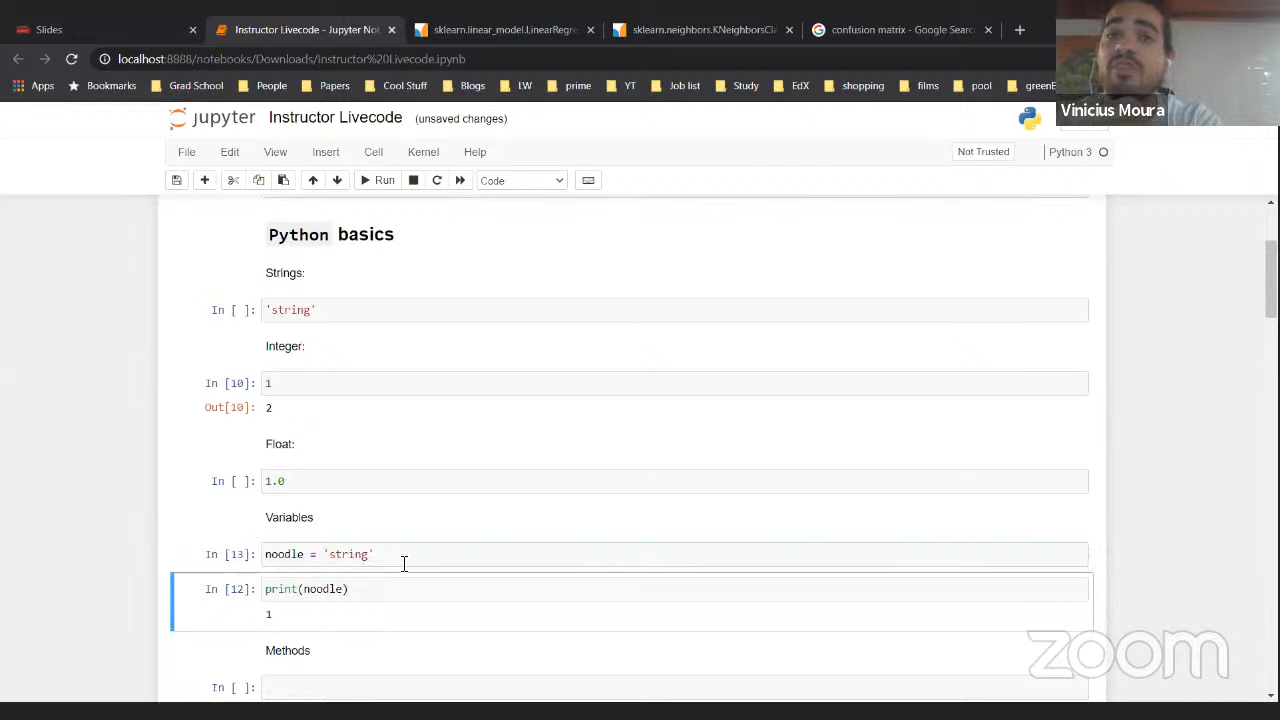 Slides
Instructor Livecode - Jupyter Not
sklearn.linear_model.LinearRegre
sklearn.neighbors.KNeighborsCla
confusion matrix - Google Searc
localhost:8888/notebooks/Downloads/Instructor%20Livecode.ipynb
Apps Bookmarks Grad School People Papers Cool Stuff Blogs LW prime YT Job list Study EdX shopping films pool greenE
Vinicius Moura
jupyter Instructor Livecode (unsaved changes)
File Edit View Insert Cell Kernel Help Not Trusted Python 3
Run Code
Python basics
Strings:
In [ ]: 'string'
Integer:
In [10]: 1
Out[10]: 2
Float:
In [ ]: 1.0
Variables
In [13]: noodle = 'string'
In [12]: print(noodle)
1
Methods
In [ ]:
zoom